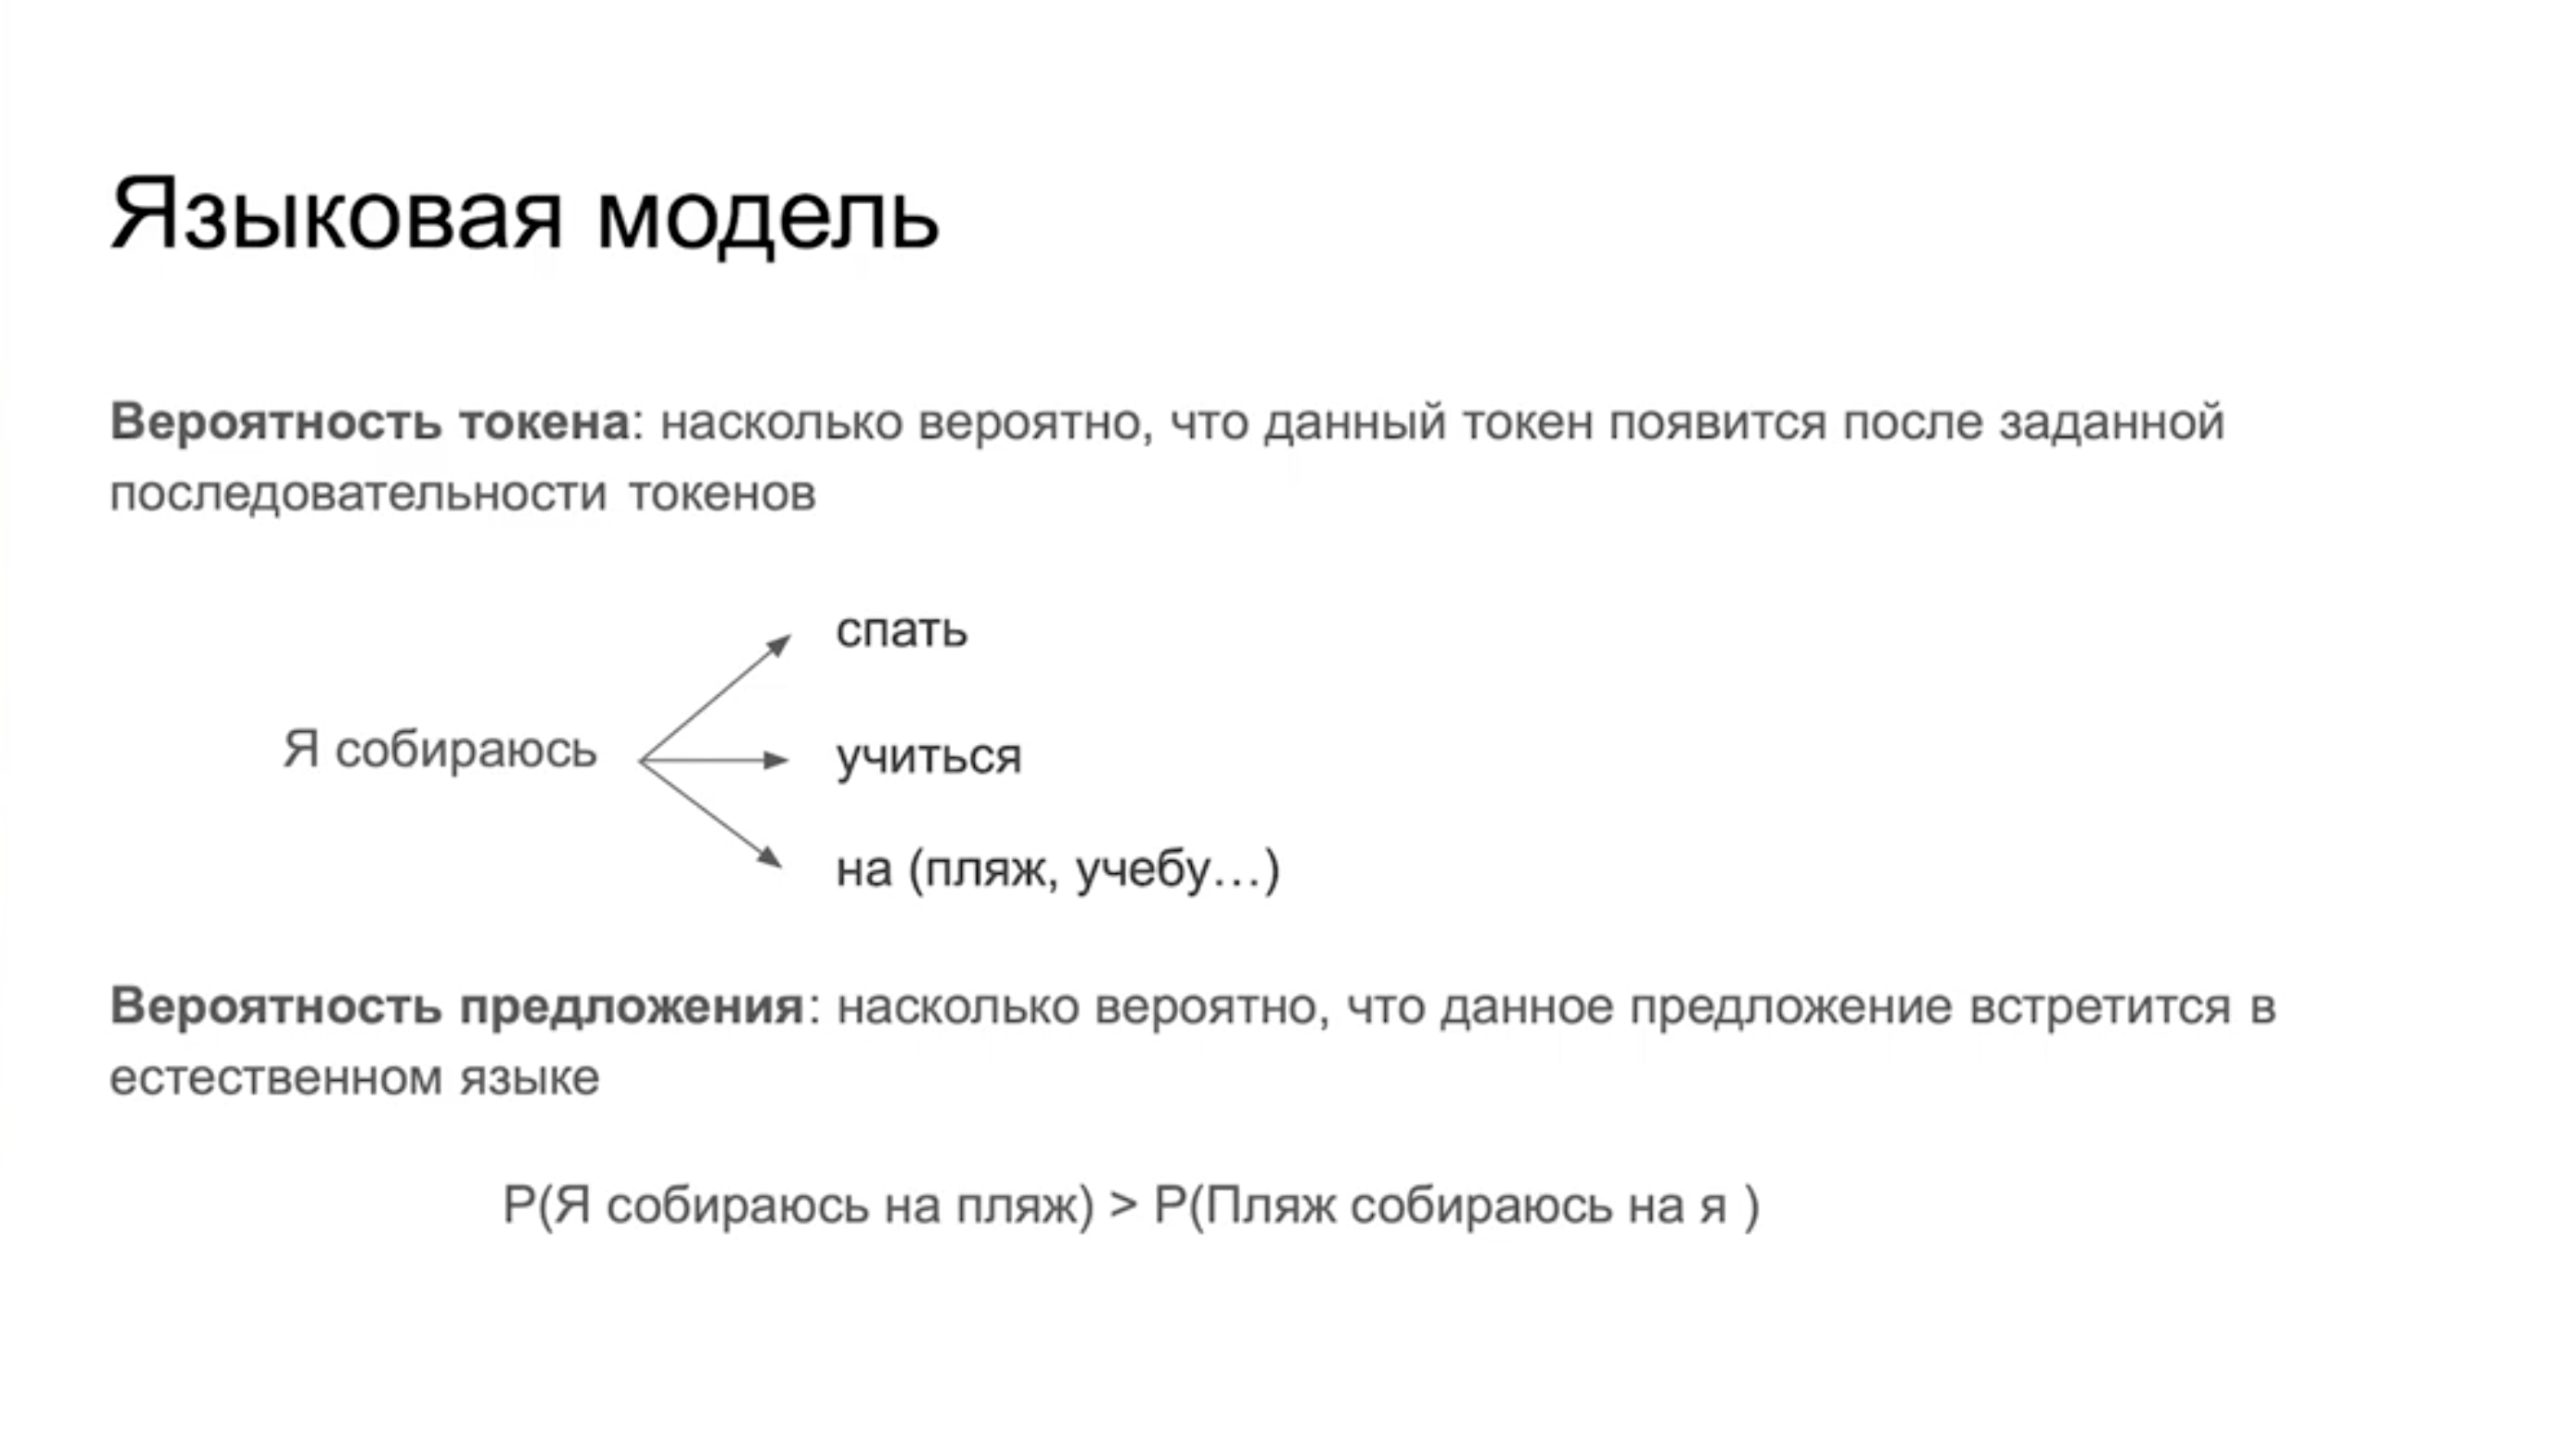 Языковая модель
Вероятность токена: насколько вероятно, что данный токен появится после заданной
последовательности токенов
спать
Я собираюсь
учиться
на (пляж, учебу…)
Вероятность предложения: насколько вероятно, что данное предложение встретится в
естественном языке
P(Я собираюсь на пляж) > P(Пляж собираюсь на я )